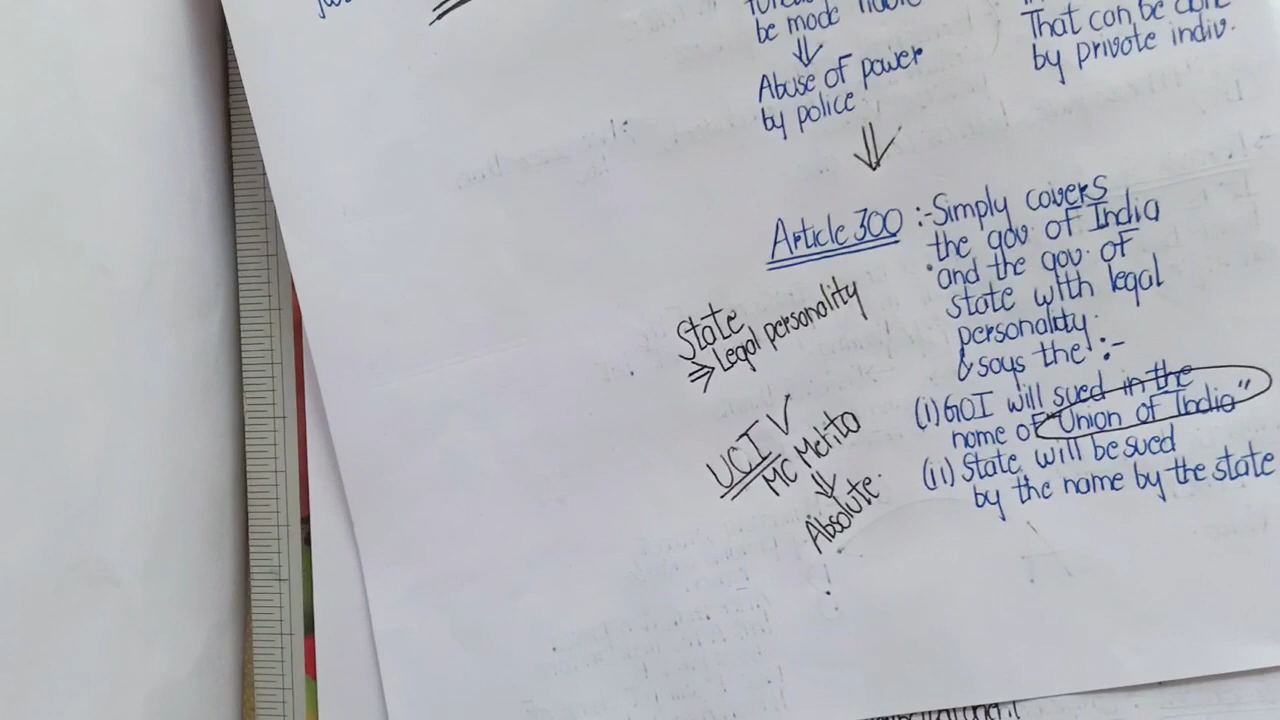 be made
Abuse of power
by police
That can be done
by private indiv.
Article 300 :- Simply covers
the gov. of India
and the gov. of
state with legal
personality.
& says the :-
(i) GOI will sued in the
name of "Union of India"
(ii) State will be sued
by the name by the state
State
⇒ Legal personality
UCI V
MC Mehta
Absolute.